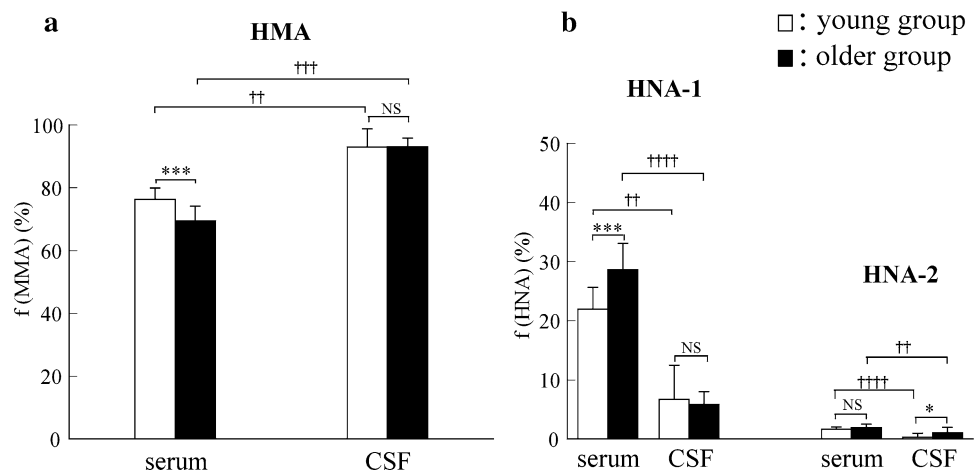 a
HMA
b
: young group
: older group
HNA-1
HNA-2
†††
††
NS
***
100
80
60
40
20
0
f (MMA) (%)
serum
CSF
††††
††
***
NS
50
40
30
20
10
0
f (HNA) (%)
††
††††
NS
*
serum
CSF
serum
CSF